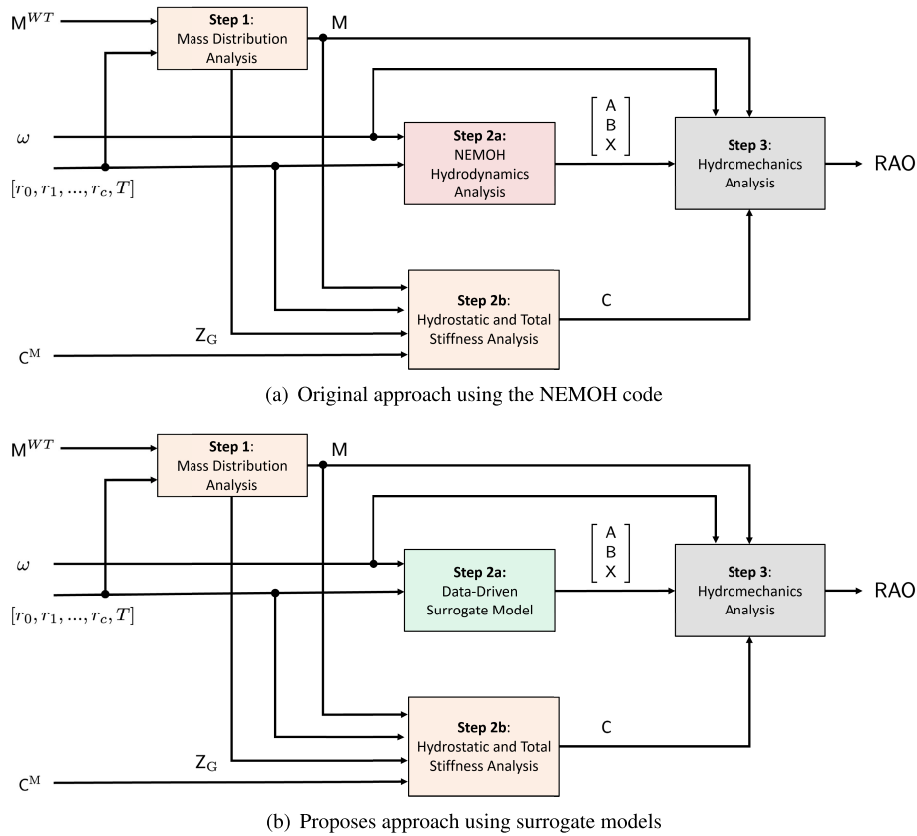 M^WT
Step 1:
Mass Distribution
Analysis
M
ω
[r_0, r_1, ..., r_c, T]
Step 2a:
NEMOH
Hydrodynamics
Analysis
A
B
X
Step 3:
Hydrcmechanics
Analysis
RAO
Step 2b:
Hydrostatic and Total
Stiffness Analysis
C
Z_G
C^M
(a) Original approach using the NEMOH code
M^WT
Step 1:
Mass Distribution
Analysis
M
ω
[r_0, r_1, ..., r_c, T]
Step 2a:
Data-Driven
Surrogate Model
A
B
X
Step 3:
Hydrcmechanics
Analysis
RAO
Step 2b:
Hydrostatic and Total
Stiffness Analysis
C
Z_G
C^M
(b) Proposes approach using surrogate models